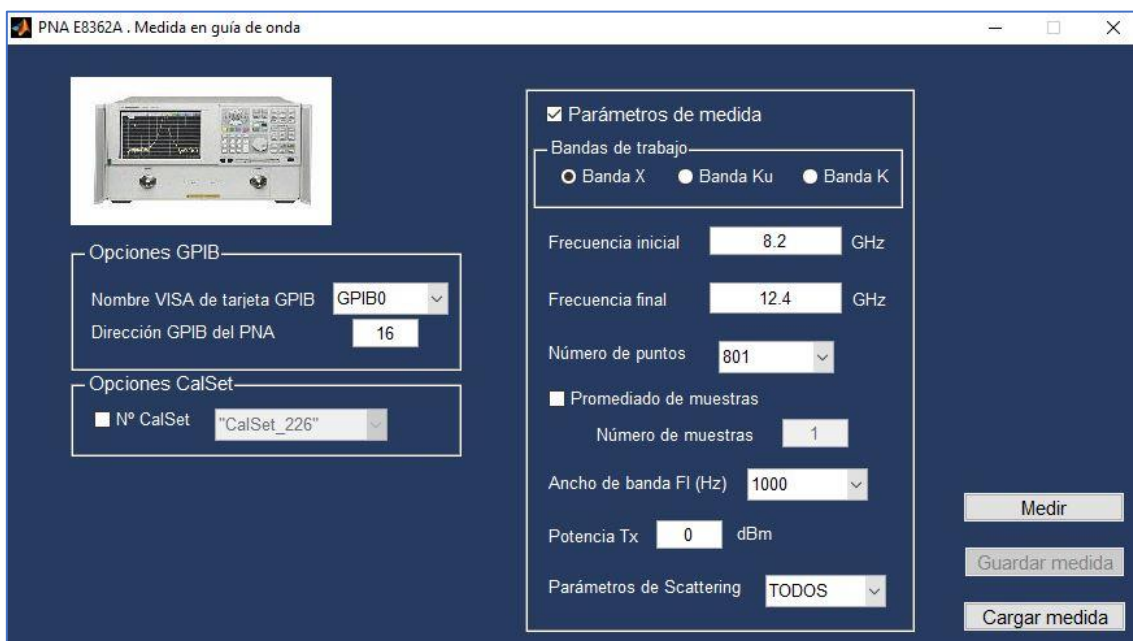 PNA E8362A . Medida en guía de onda
Opciones GPIB
Nombre VISA de tarjeta GPIB GPIB0
Dirección GPIB del PNA 16
Opciones CalSet
Nº CalSet "CalSet_226"
Parámetros de medida
Bandas de trabajo
Banda X Banda Ku Banda K
Frecuencia inicial 8.2 GHz
Frecuencia final 12.4 GHz
Número de puntos 801
Promediado de muestras
Número de muestras 1
Ancho de banda FI (Hz) 1000
Potencia Tx 0 dBm
Parámetros de Scattering TODOS
Medir
Guardar medida
Cargar medida